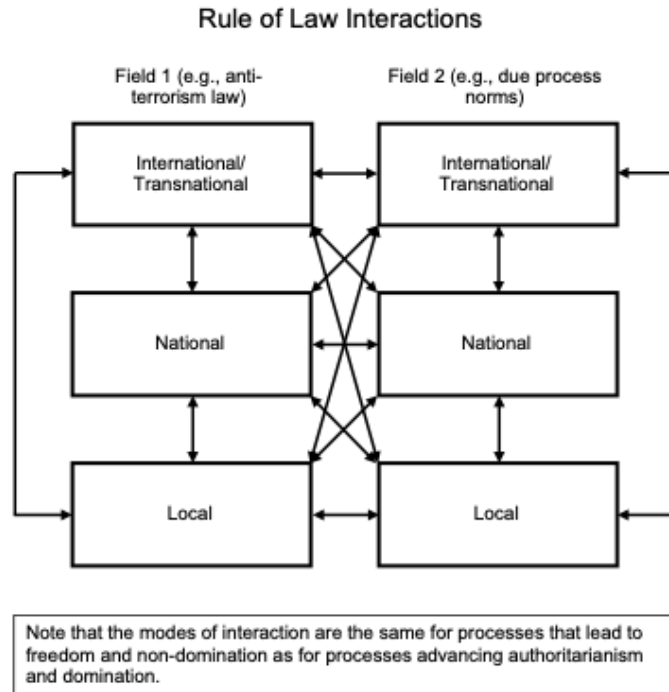 Rule of Law Interactions
Field 1 (e.g., anti-
terrorism law)
Field 2 (e.g., due process
norms)
International/
Transnational
International/
Transnational
National
National
Local
Local
Note that the modes of interaction are the same for processes that lead to
freedom and non-domination as for processes advancing authoritarianism
and domination.